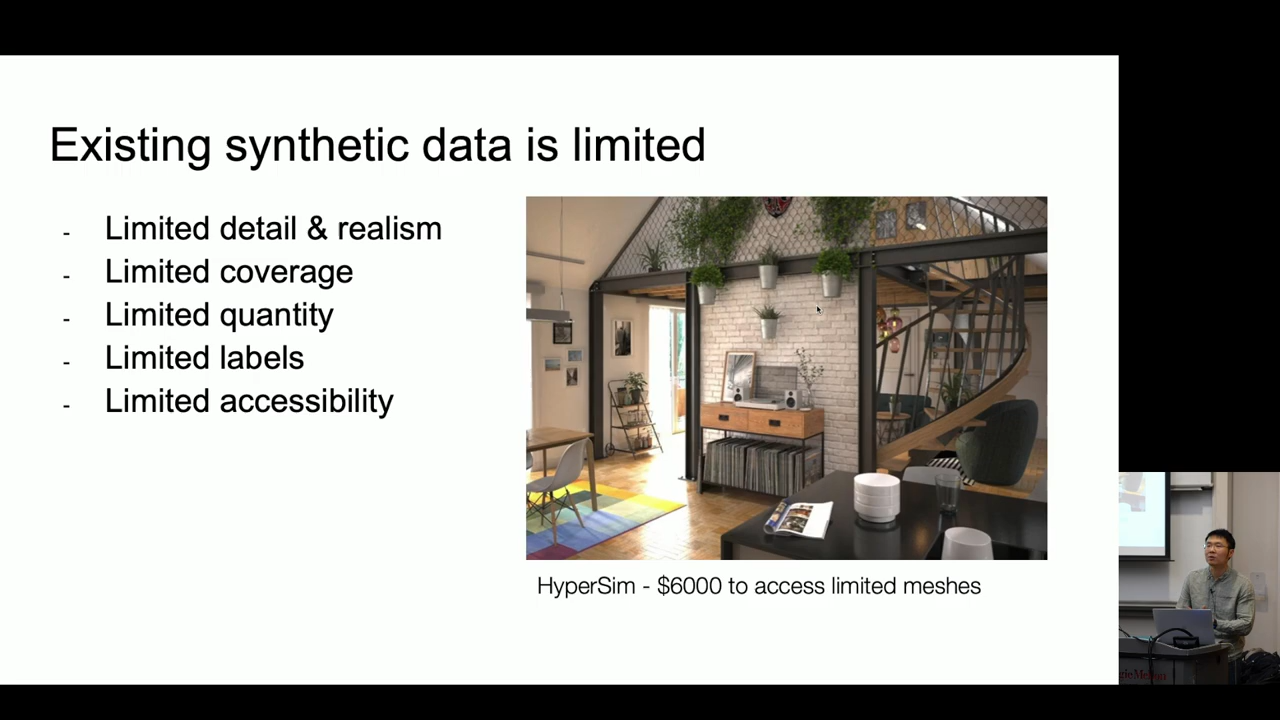 Existing synthetic data is limited
- Limited detail & realism
- Limited coverage
- Limited quantity
- Limited labels
- Limited accessibility
HyperSim - $6000 to access limited meshes